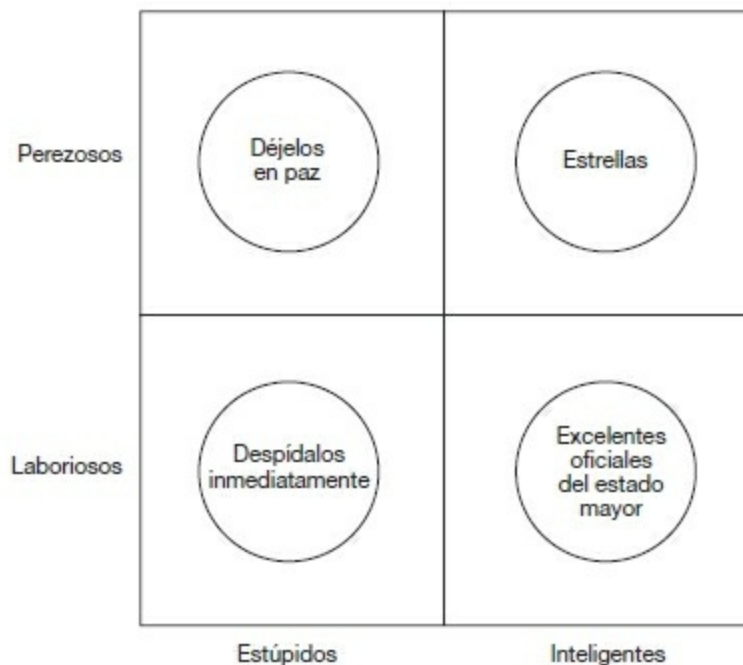 Perezosos
Déjelos
en paz
Estrellas
Laboriosos
Despídalos
inmediatamente
Excelentes
oficiales
del estado
mayor
Estúpidos
Inteligentes